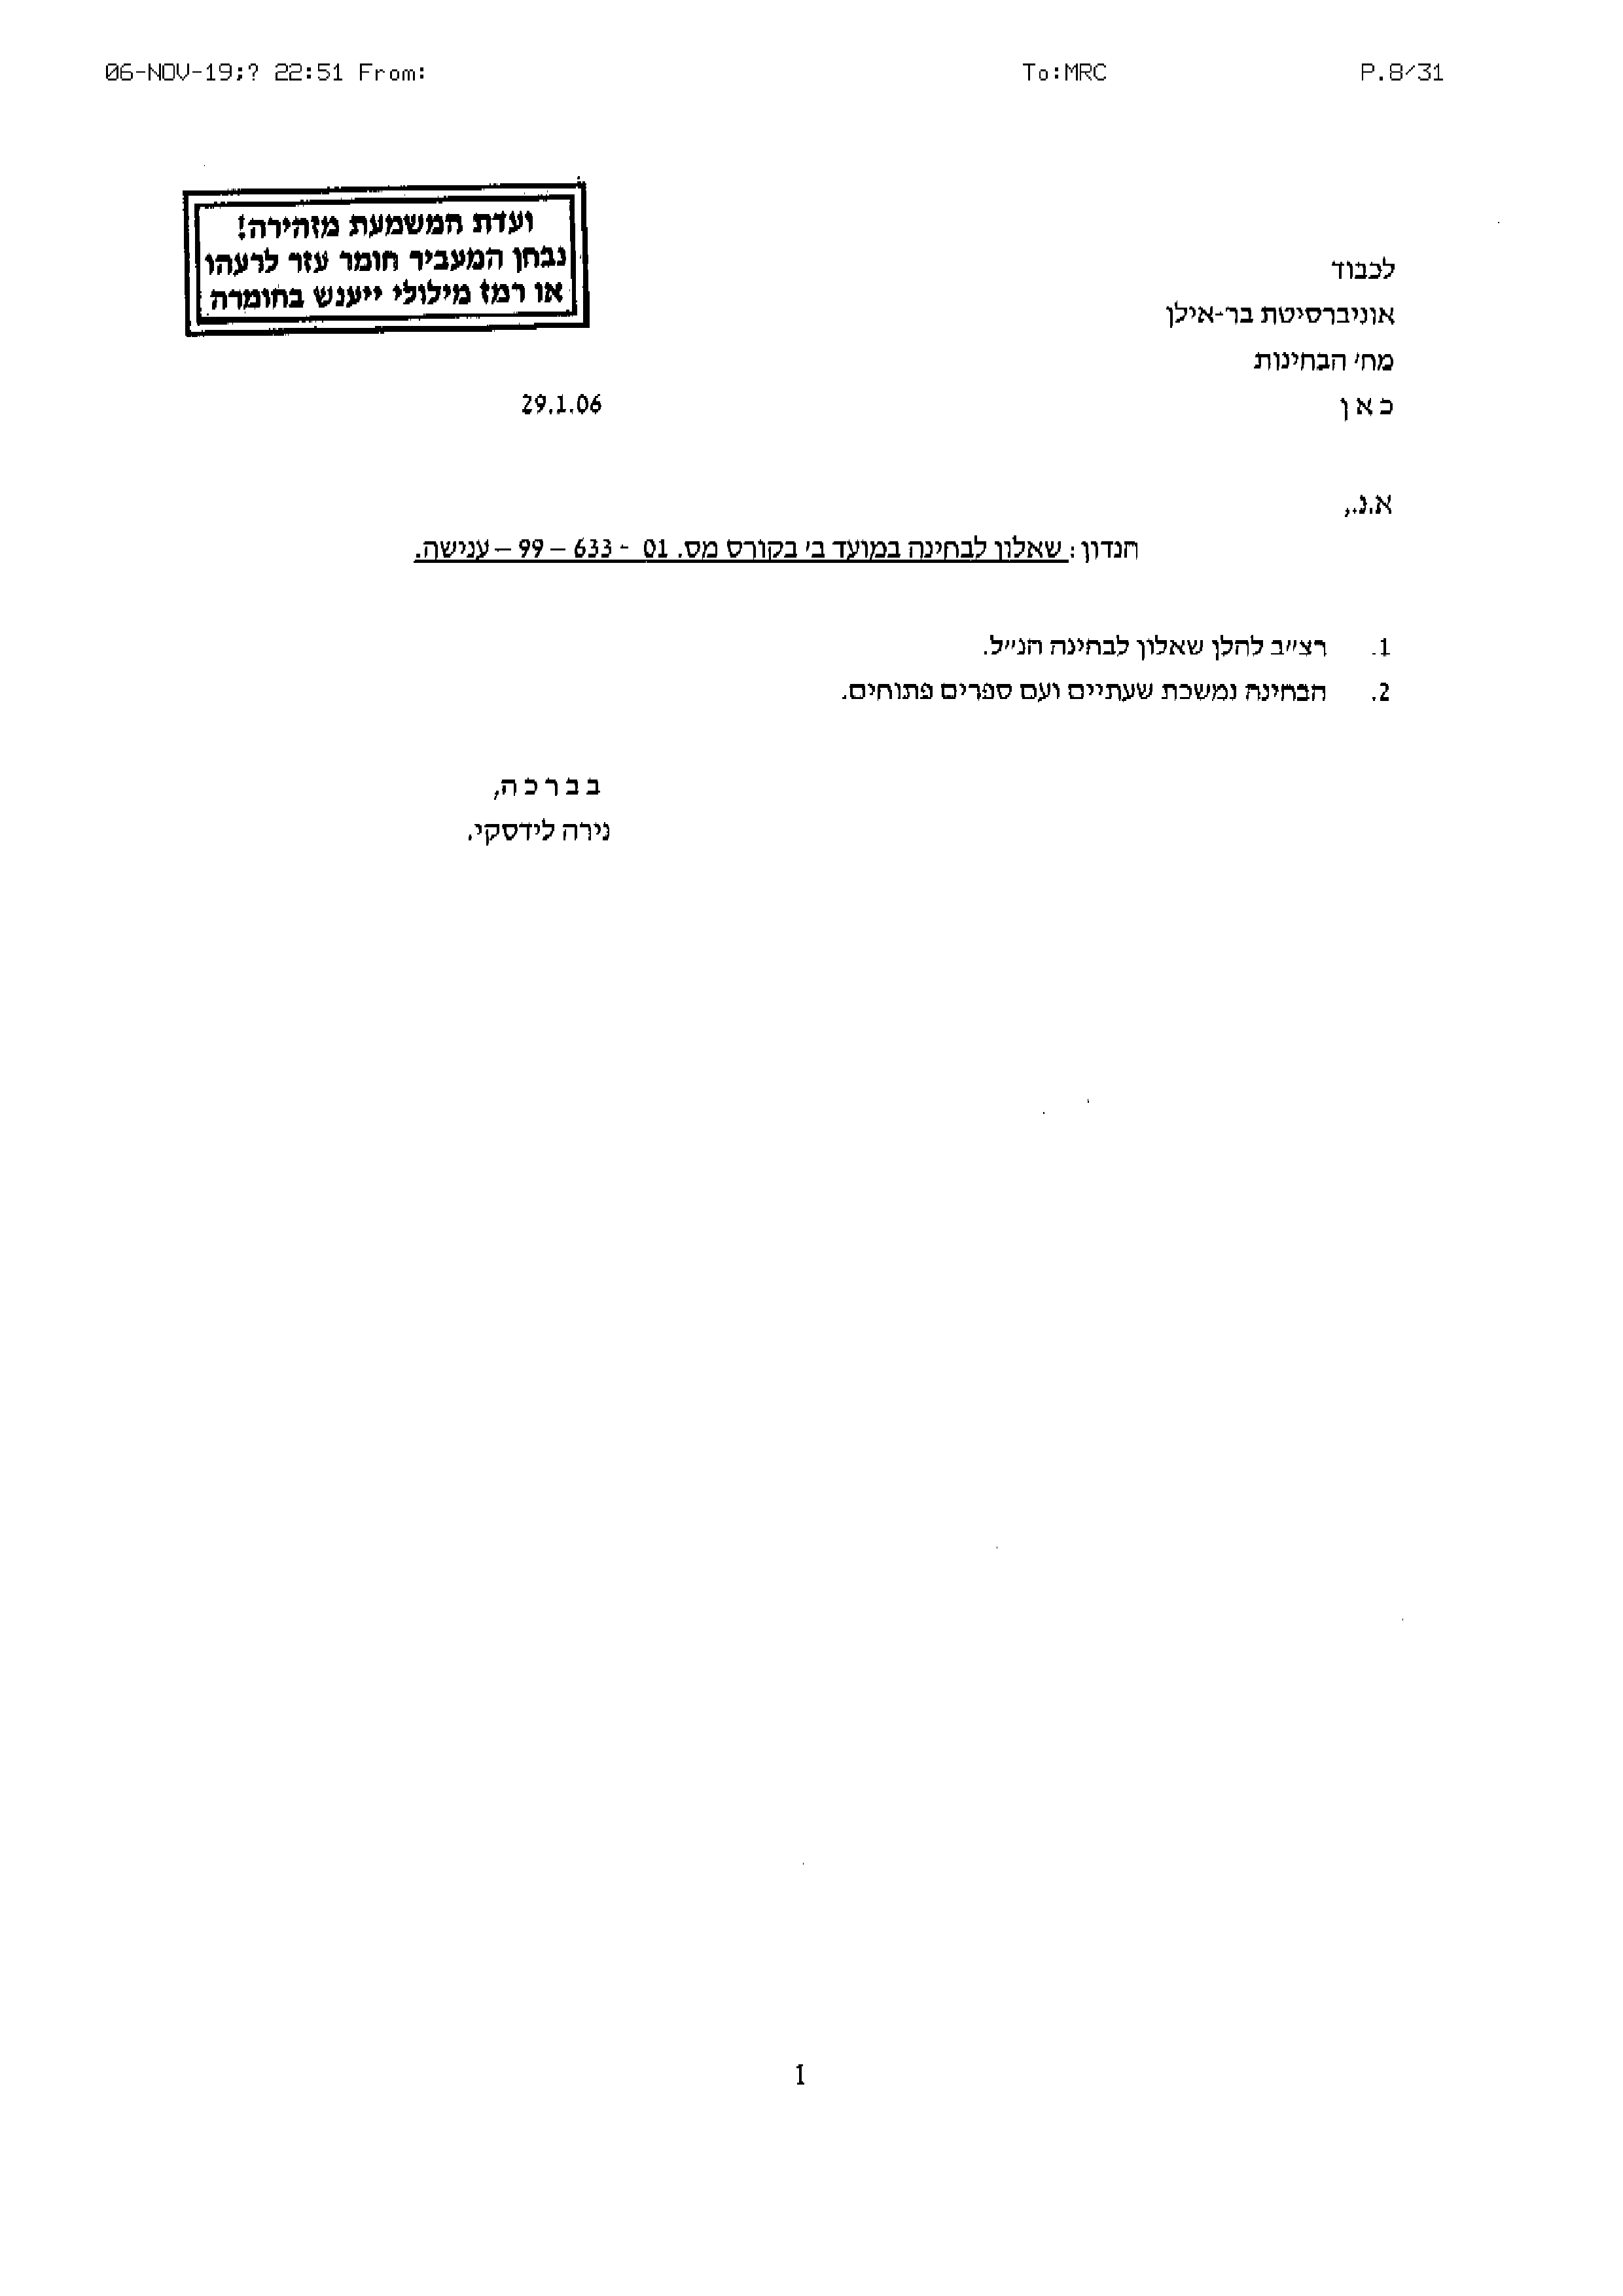 06-NOV-19;? 22:51 From: To:MRC P.8/31
ועדת המשמעת מזהירה!
נבחן המעביר חומר עזר לרעהו
או רמז מילולי ייענש בחומרה
לכבוד
אוניברסיטת בר-אילן
מח' הבחינות
כאן
29.1.06
א.נ.,
הנדון: שאלון לבחינה במועד ב' בקורס מס. 01 - 633 – 99 – ענישה.
1. רצ"ב להלן שאלון לבחינה הנ"ל.
2. הבחינה נמשכת שעתיים ועם ספרים פתוחים.
בברכה,
נירה לידסקי.
1